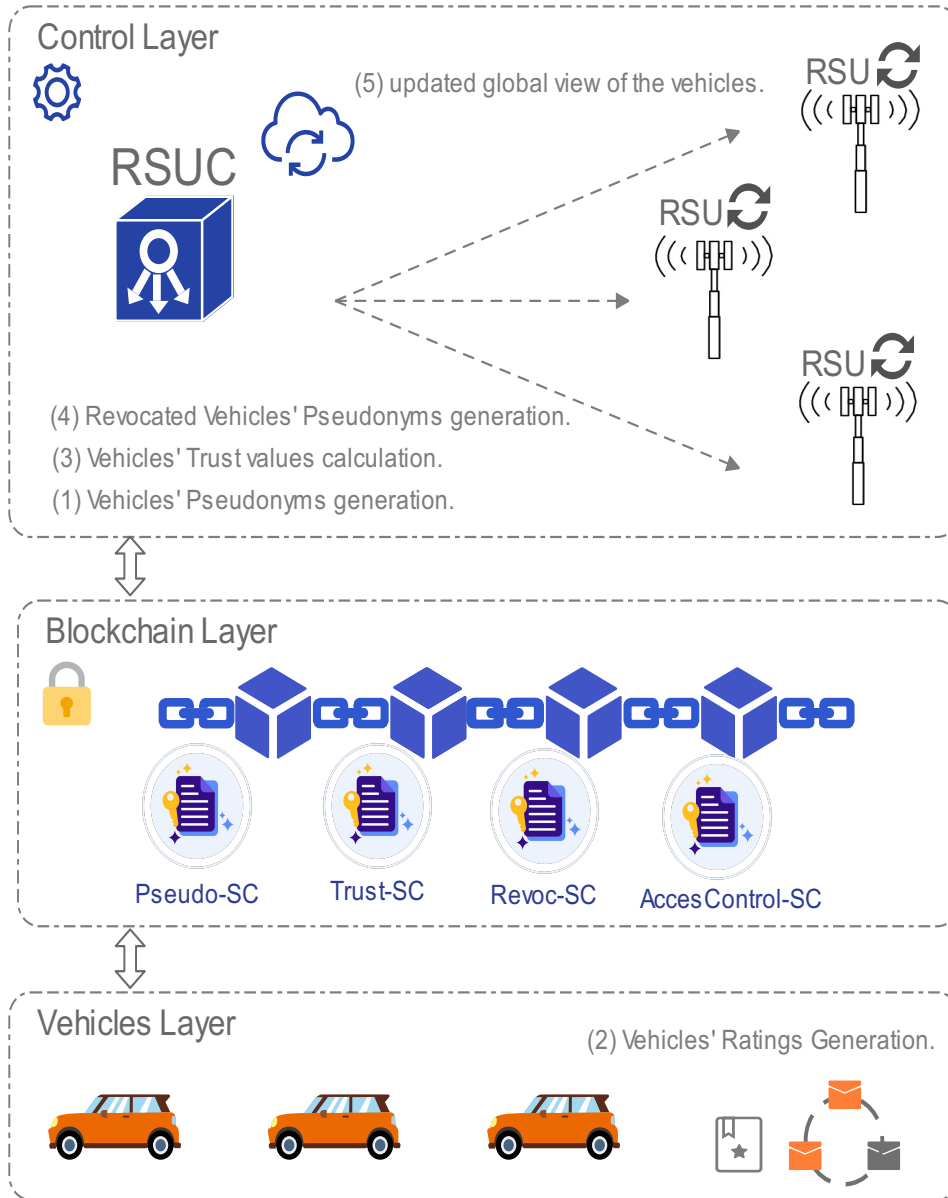 Control Layer
(5) updated global view of the vehicles.
RSU
RSUC
RSU
RSU
(4) Revocated Vehicles' Pseudonyms generation.
(3) Vehicles' Trust values calculation.
(1) Vehicles' Pseudonyms generation.
Blockchain Layer
Pseudo-SC
Trust-SC
Revoc-SC
AccesControl-SC
Vehicles Layer
(2) Vehicles' Ratings Generation.